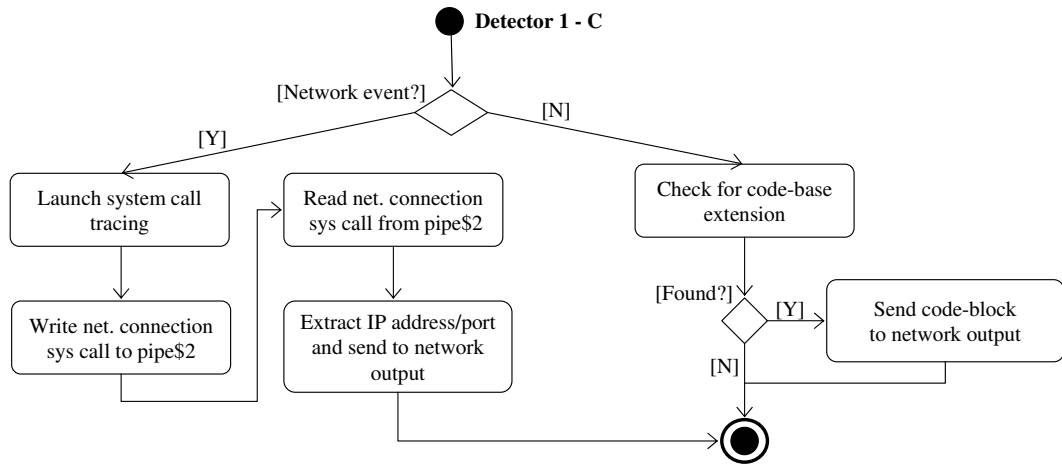 Detector 1 - C
[Network event?]
[Y]
[N]
Launch system call
tracing
Read net. connection
sys call from pipe$2
Check for code-base
extension
Write net. connection
sys call to pipe$2
Extract IP address/port
and send to network
output
[Found?]
[Y]
Send code-block
to network output
[N]